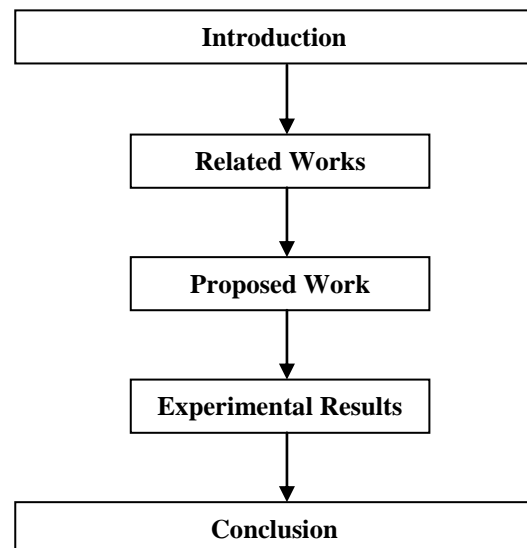 Introduction
Related Works
Proposed Work
Experimental Results
Conclusion